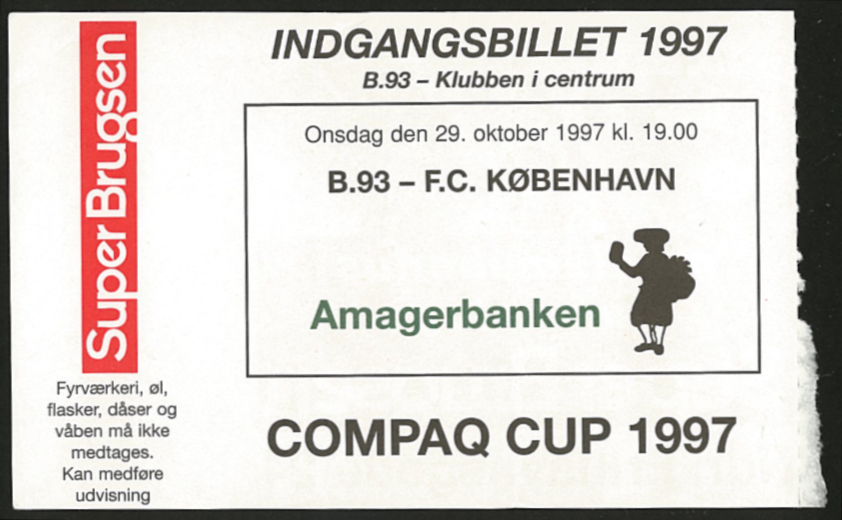 INDGANGSBILLET 1997
B.93 – Klubben i centrum
Onsdag den 29. oktober 1997 kl. 19.00
B.93 – F.C. KØBENHAVN
Amagerbanken
COMPAQ CUP 1997
Super Brugsen
Fyrværkeri, øl,
flasker, dåser og
våben må ikke
medtages.
Kan medføre
udvisning